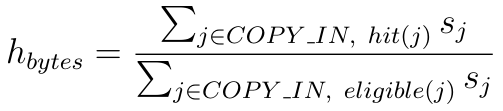 $h_{bytes} = \frac{\sum_{j \in COPY\_IN,\ hit(j)} s_j}{\sum_{j \in COPY\_IN,\ eligible(j)} s_j}$